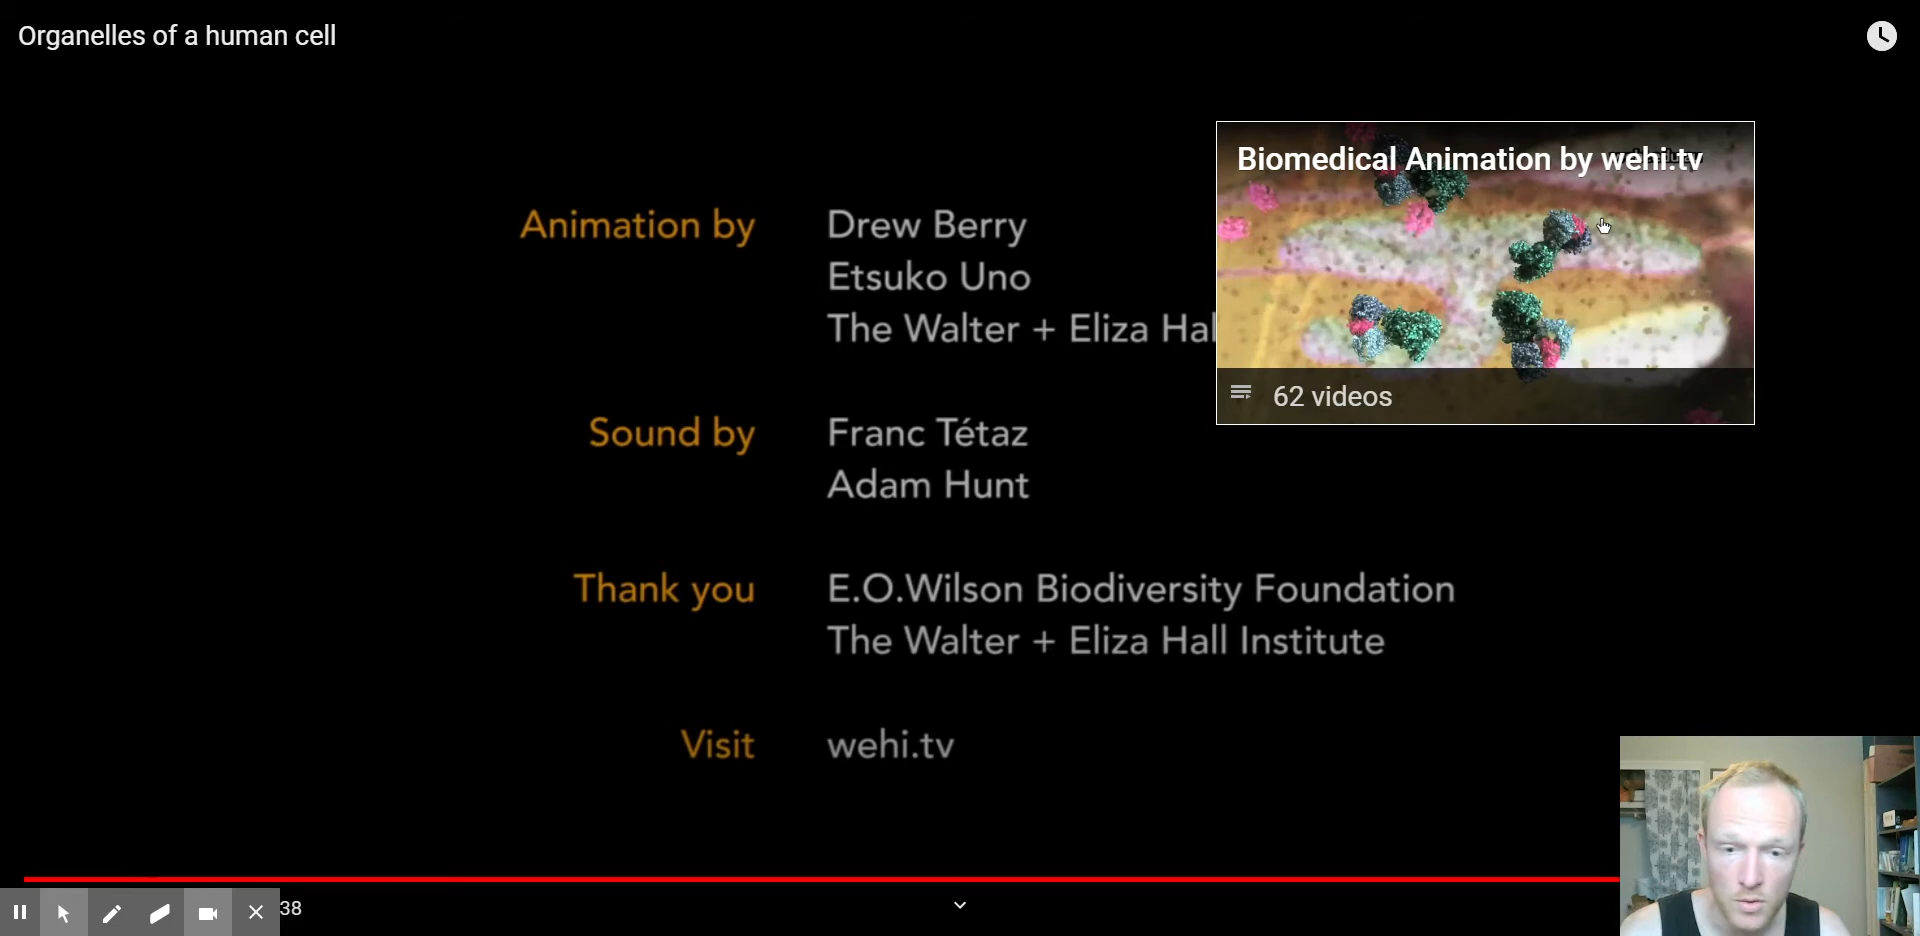 Organelles of a human cell
Biomedical Animation by wehi.tv
Animation by Drew Berry
Etsuko Uno
The Walter + Eliza Hal
62 videos
Sound by Franc Tétaz
Adam Hunt
Thank you E.O.Wilson Biodiversity Foundation
The Walter + Eliza Hall Institute
Visit wehi.tv
38